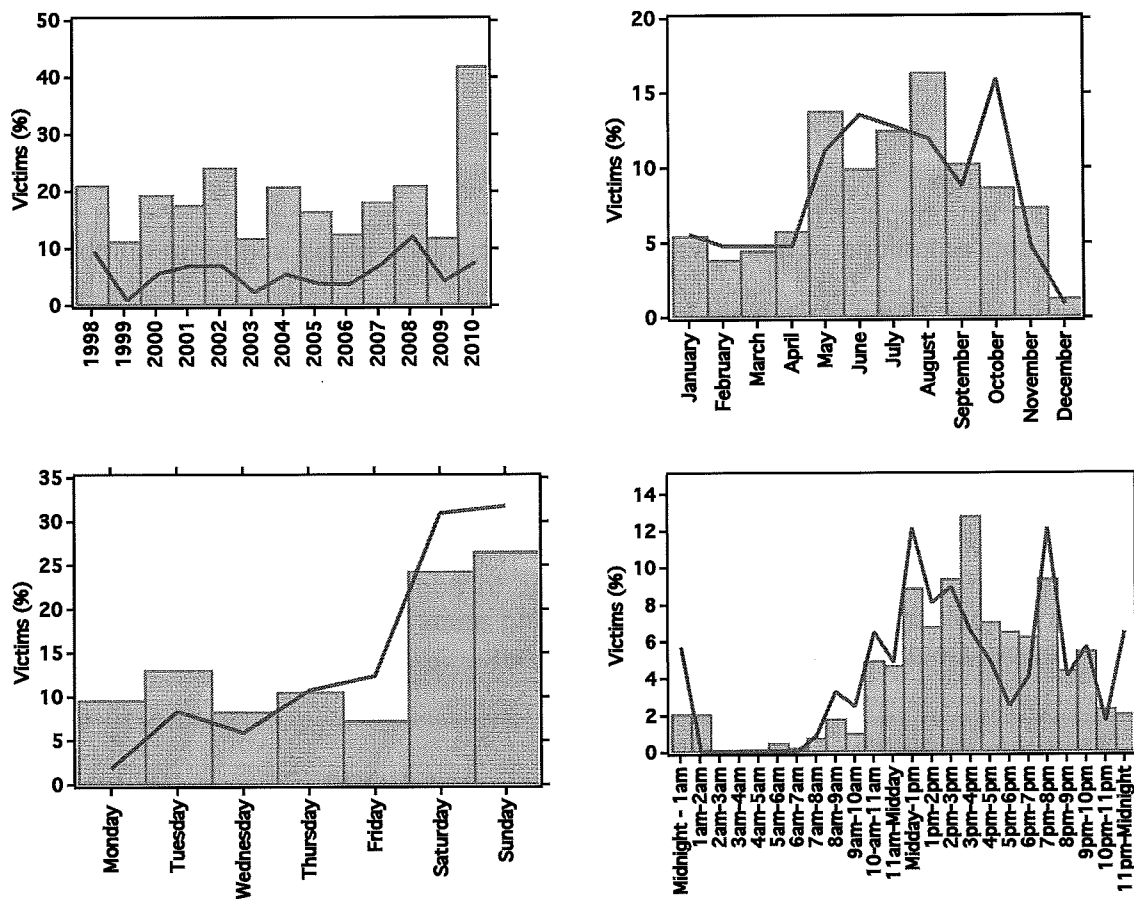 Victims (%)
50
40
30
20
10
0
1998
1999
2000
2001
2002
2003
2004
2005
2006
2007
2008
2009
2010
Victims (%)
20
15
10
5
0
January
February
March
April
May
June
July
August
September
October
November
December
Victims (%)
35
30
25
20
15
10
5
0
Monday
Tuesday
Wednesday
Thursday
Friday
Saturday
Sunday
Victims (%)
14
12
10
8
6
4
2
0
Midnight - 1am
1am-2am
2am-3am
3am-4am
4am-5am
5am-6am
6am-7am
7am-8am
8am-9am
9am-10am
10-am-11am
11am-Midday
Midday-1pm
1pm-2pm
2pm-3pm
3pm-4pm
4pm-5pm
5pm-6pm
6pm-7pm
7pm-8pm
8pm-9pm
9pm-10pm
10pm-11pm
11pm-Midnight